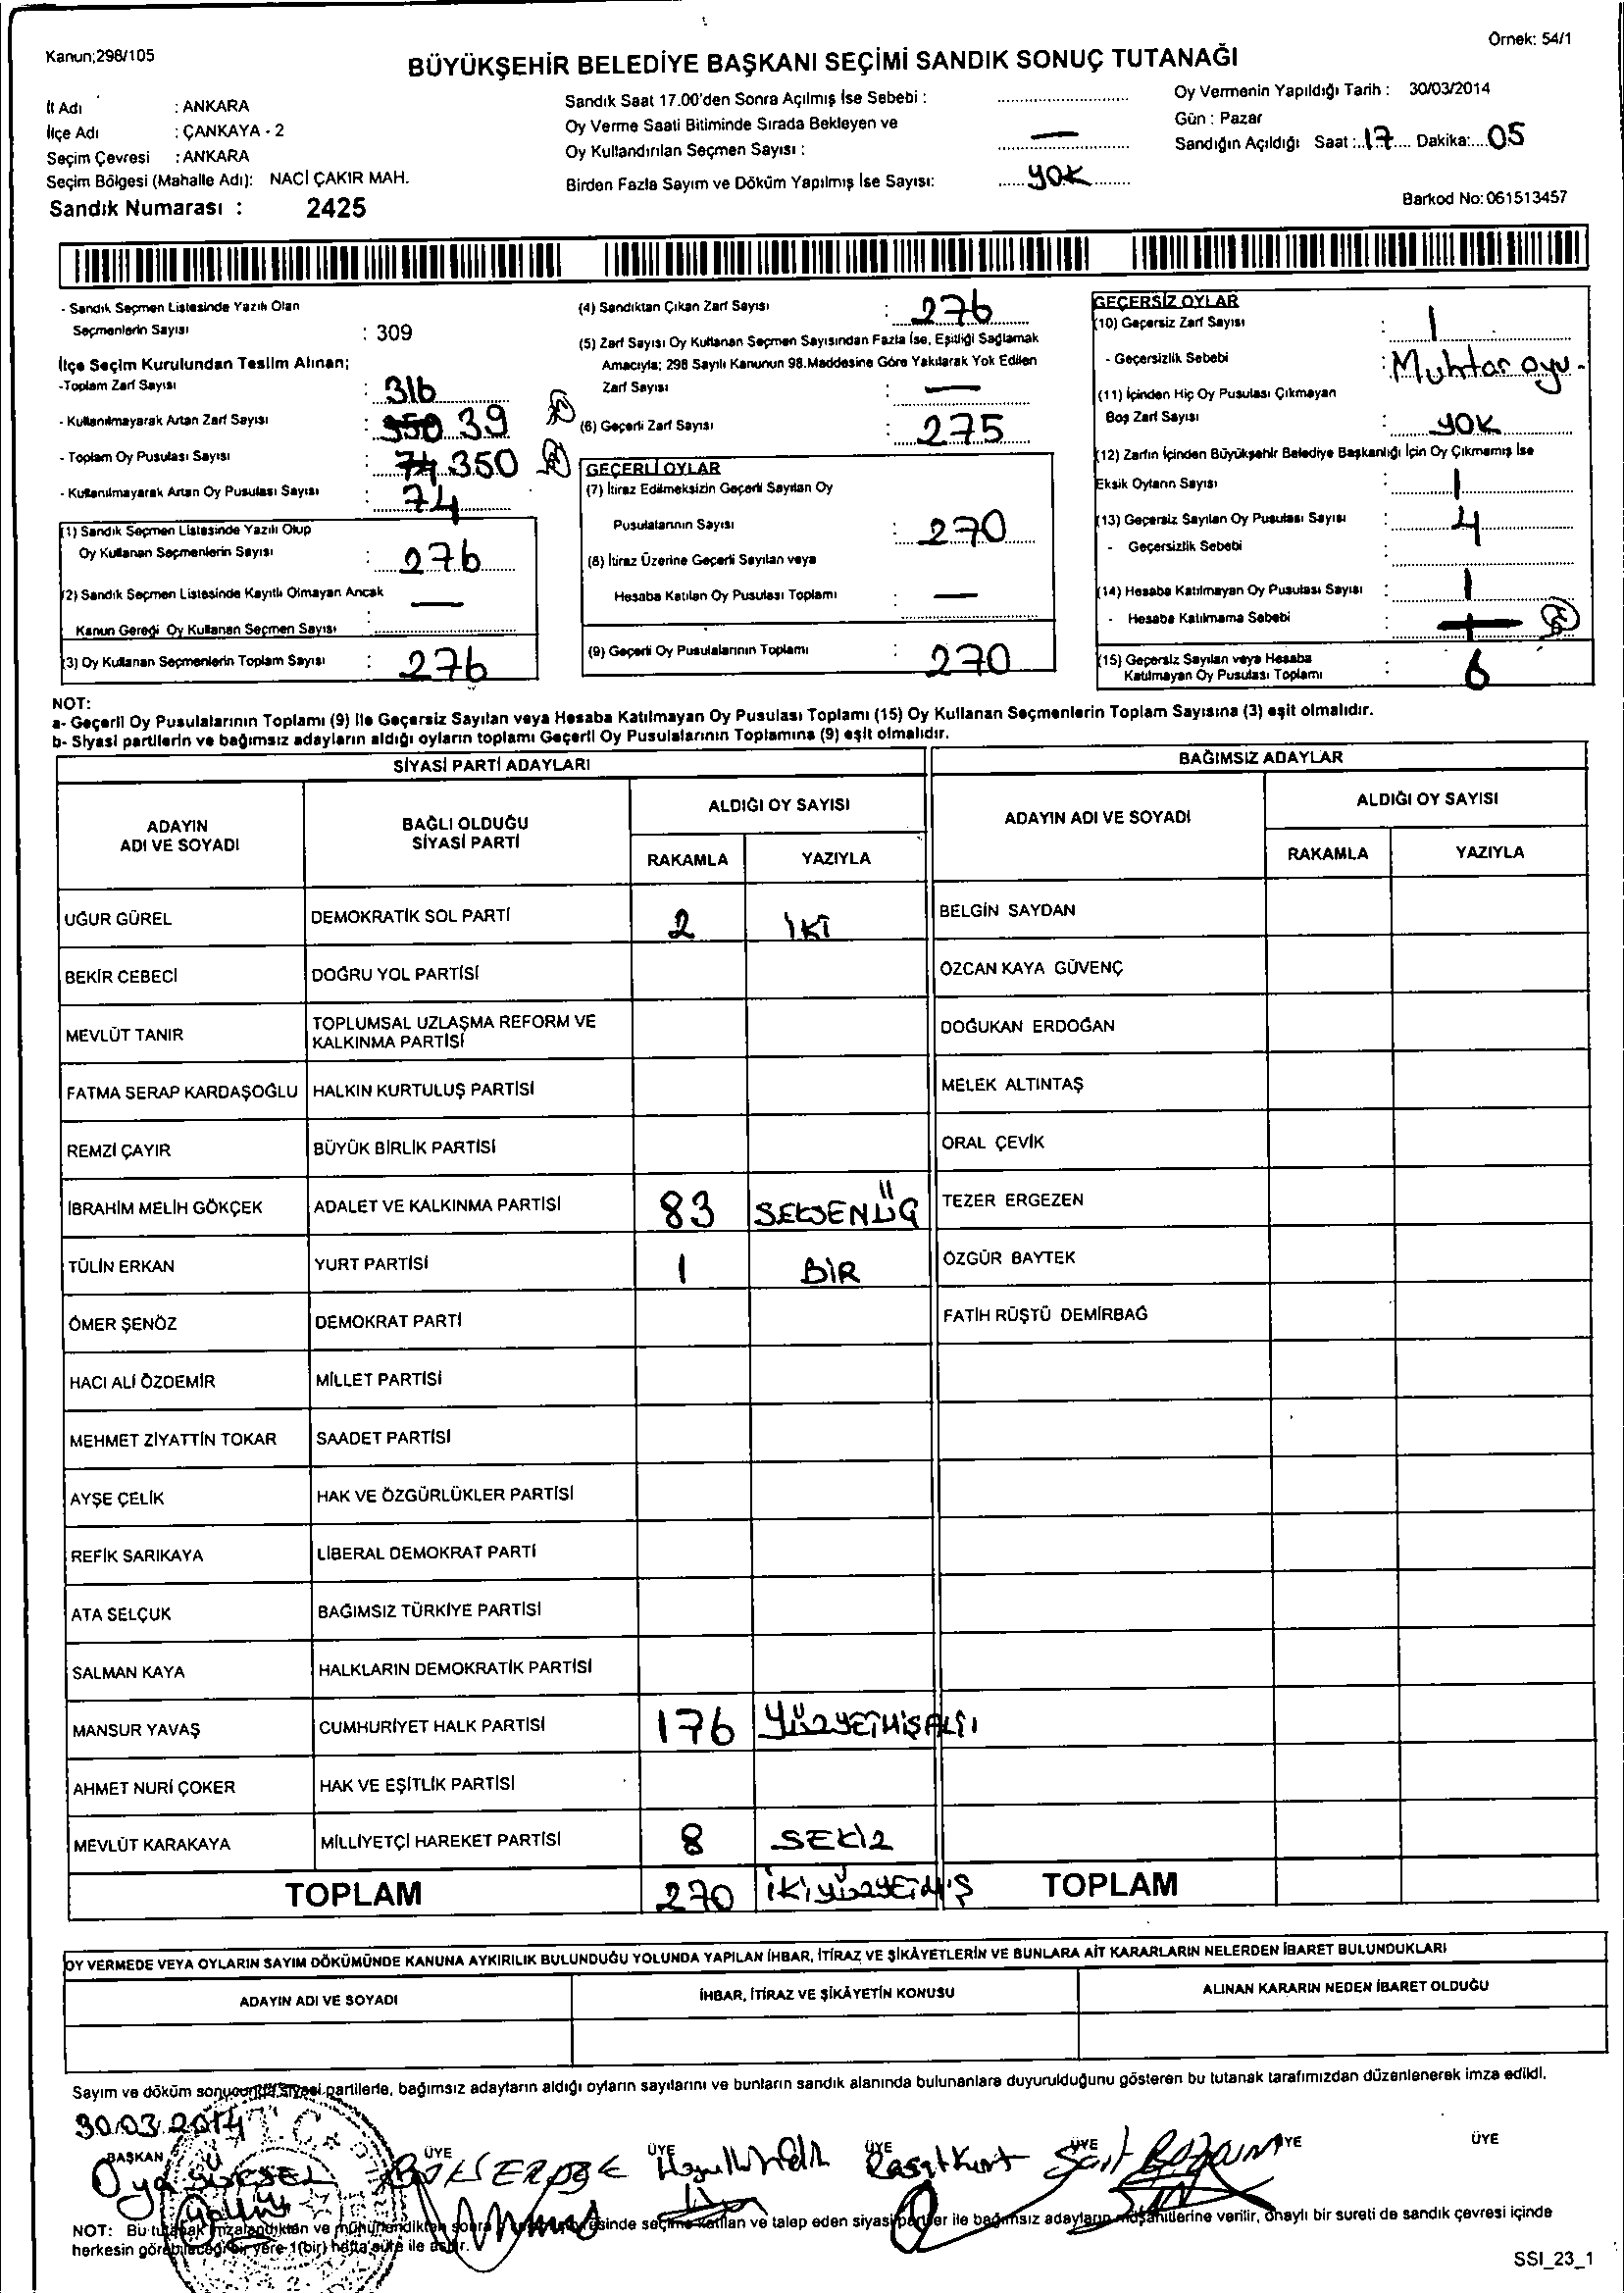 Kanun;298/105
Örnek: 54/1
BÜYÜKŞEHİR BELEDİYE BAŞKANI SEÇİMİ SANDIK SONUÇ TUTANAĞI
İl Adı : ANKARA
İlçe Adı : ÇANKAYA - 2
Seçim Çevresi : ANKARA
Seçim Bölgesi (Mahalle Adı): NACİ ÇAKIR MAH.
Sandık Numarası : 2425
Sandık Saat 17.00'den Sonra Açılmış İse Sebebi :
Oy Verme Saati Bitiminde Sırada Bekleyen ve
Oy Kullandırılan Seçmen Sayısı : —
Birden Fazla Sayım ve Döküm Yapılmış İse Sayısı: YOK
Oy Vermenin Yapıldığı Tarih : 30/03/2014
Gün : Pazar
Sandığın Açıldığı Saat : 17 Dakika: 05
Barkod No: 061513457
- Sandık Seçmen Listesinde Yazılı Olan
Seçmenlerin Sayısı : 309
İlçe Seçim Kurulundan Teslim Alınan;
-Toplam Zarf Sayısı : 316
- Kullanılmayarak Artan Zarf Sayısı : 350 39
- Toplam Oy Pusulası Sayısı : 74 350
- Kullanılmayarak Artan Oy Pusulası Sayısı : 74
(1) Sandık Seçmen Listesinde Yazılı Olup
Oy Kullanan Seçmenlerin Sayısı : 276
(2) Sandık Seçmen Listesinde Kayıtlı Olmayan Ancak
Kanun Gereği Oy Kullanan Seçmen Sayısı : —
(3) Oy Kullanan Seçmenlerin Toplam Sayısı : 276
(4) Sandıktan Çıkan Zarf Sayısı : 276
(5) Zarf Sayısı Oy Kullanan Seçmen Sayısından Fazla İse, Eşitliği Sağlamak
Amacıyla; 298 Sayılı Kanunun 98.Maddesine Göre Yakılarak Yok Edilen
Zarf Sayısı : —
(6) Geçerli Zarf Sayısı : 275
GEÇERLİ OYLAR
(7) İtiraz Edilmeksizin Geçerli Sayılan Oy
Pusulalarının Sayısı : 270
(8) İtiraz Üzerine Geçerli Sayılan veya
Hesaba Katılan Oy Pusulası Toplamı : —
(9) Geçerli Oy Pusulalarının Toplamı : 270
GEÇERSİZ OYLAR
(10) Geçersiz Zarf Sayısı : 1
- Geçersizlik Sebebi : Muhtar oyu -
(11) İçinden Hiç Oy Pusulası Çıkmayan
Boş Zarf Sayısı : YOK
(12) Zarfın İçinden Büyükşehir Belediye Başkanlığı İçin Oy Çıkmamış İse
Eksik Oyların Sayısı : 1
(13) Geçersiz Sayılan Oy Pusulası Sayısı : 4
- Geçersizlik Sebebi :
(14) Hesaba Katılmayan Oy Pusulası Sayısı : 1
- Hesaba Katılmama Sebebi :
(15) Geçersiz Sayılan veya Hesaba
Katılmayan Oy Pusulası Toplamı : 6
NOT:
a- Geçerli Oy Pusulalarının Toplamı (9) ile Geçersiz Sayılan veya Hesaba Katılmayan Oy Pusulası Toplamı (15) Oy Kullanan Seçmenlerin Toplam Sayısına (3) eşit olmalıdır.
b- Siyasi partilerin ve bağımsız adayların aldığı oyların toplamı Geçerli Oy Pusulalarının Toplamına (9) eşit olmalıdır.
SİYASİ PARTİ ADAYLARI
BAĞIMSIZ ADAYLAR
ADAYIN
ADI VE SOYADI
BAĞLI OLDUĞU
SİYASİ PARTİ
ALDIĞI OY SAYISI
RAKAMLA YAZIYLA
ADAYIN ADI VE SOYADI
ALDIĞI OY SAYISI
RAKAMLA YAZIYLA
UĞUR GÜREL DEMOKRATİK SOL PARTİ 2 İKİ BELGİN SAYDAN
BEKİR CEBECİ DOĞRU YOL PARTİSİ ÖZCAN KAYA GÜVENÇ
MEVLÜT TANIR TOPLUMSAL UZLAŞMA REFORM VE
KALKINMA PARTİSİ DOĞUKAN ERDOĞAN
FATMA SERAP KARDAŞOĞLU HALKIN KURTULUŞ PARTİSİ MELEK ALTINTAŞ
REMZİ ÇAYIR BÜYÜK BİRLİK PARTİSİ ORAL ÇEVİK
İBRAHİM MELİH GÖKÇEK ADALET VE KALKINMA PARTİSİ 83 SEKSENÜÇ TEZER ERGEZEN
TÜLİN ERKAN YURT PARTİSİ 1 BİR ÖZGÜR BAYTEK
ÖMER ŞENÖZ DEMOKRAT PARTİ FATİH RÜŞTÜ DEMİRBAĞ
HACI ALİ ÖZDEMİR MİLLET PARTİSİ
MEHMET ZİYATTİN TOKAR SAADET PARTİSİ
AYŞE ÇELİK HAK VE ÖZGÜRLÜKLER PARTİSİ
REFİK SARIKAYA LİBERAL DEMOKRAT PARTİ
ATA SELÇUK BAĞIMSIZ TÜRKİYE PARTİSİ
SALMAN KAYA HALKLARIN DEMOKRATİK PARTİSİ
MANSUR YAVAŞ CUMHURİYET HALK PARTİSİ 176 YÜZYETMİŞALTI
AHMET NURİ ÇOKER HAK VE EŞİTLİK PARTİSİ
MEVLÜT KARAKAYA MİLLİYETÇİ HAREKET PARTİSİ 8 SEKİZ
TOPLAM 270 İKİYÜZYETMİŞ TOPLAM
OY VERMEDE VEYA OYLARIN SAYIM DÖKÜMÜNDE KANUNA AYKIRILIK BULUNDUĞU YOLUNDA YAPILAN İHBAR, İTİRAZ VE ŞİKÂYETLERİN VE BUNLARA AİT KARARLARIN NELERDEN İBARET BULUNDUKLARI
ADAYIN ADI VE SOYADI İHBAR, İTİRAZ VE ŞİKÂYETİN KONUSU ALINAN KARARIN NEDEN İBARET OLDUĞU
Sayım ve döküm sonucunda siyasi partilerle, bağımsız adayların aldığı oyların sayılarını ve bunların sandık alanında bulunanlara duyurulduğunu gösteren bu tutanak tarafımızdan düzenlenerek imza edildi.
30.03.2014
BAŞKAN ÜYE ÜYE ÜYE ÜYE ÜYE ÜYE
Oya Raşit Kurt Sait
NOT: Bu tutanak imzalandıktan ve mühürlendikten sonra seçime katılan ve talep eden siyasi partiler ile bağımsız adayların müşahitlerine verilir, onaylı bir sureti de sandık çevresi içinde
herkesin görebileceği bir yere 1(bir) hafta süre ile asılır.
SSI_23_1